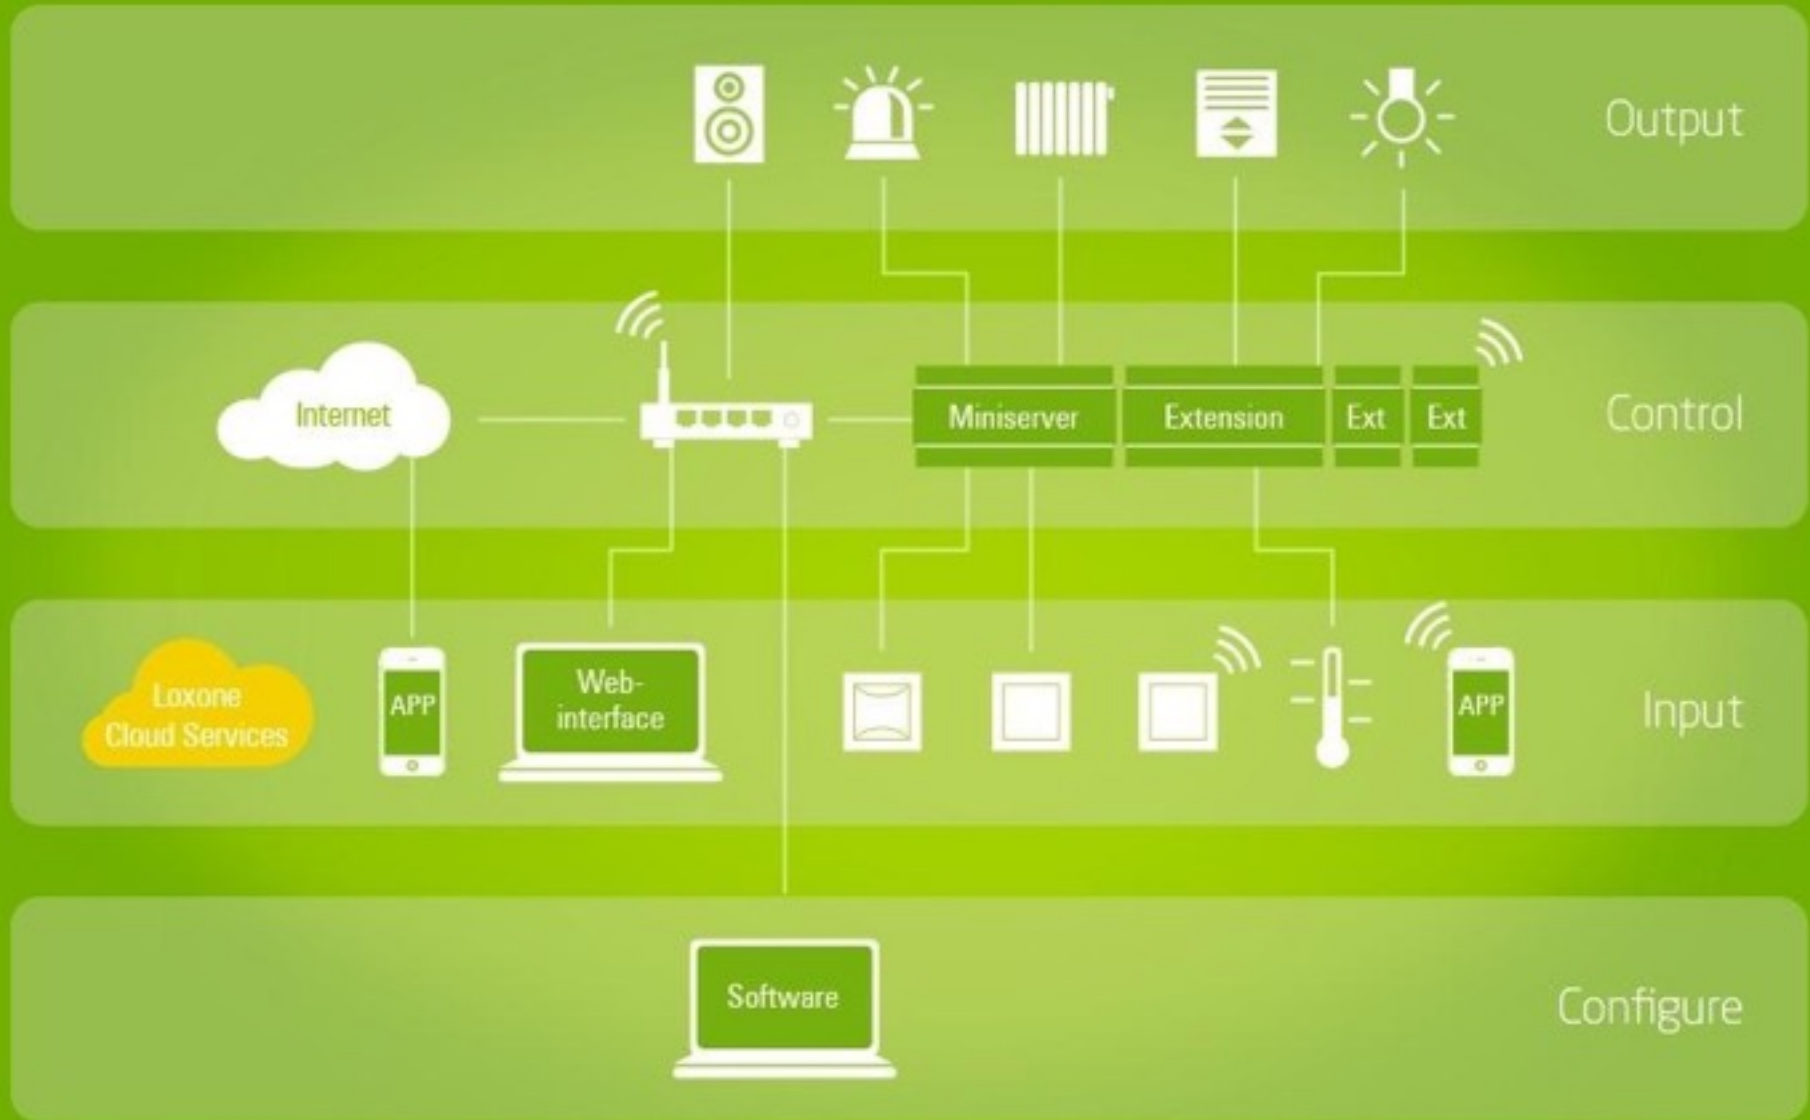 Output
Internet
Miniserver
Extension
Ext
Ext
Control
Loxone
Cloud Services
APP
Web-
interface
APP
Input
Software
Configure